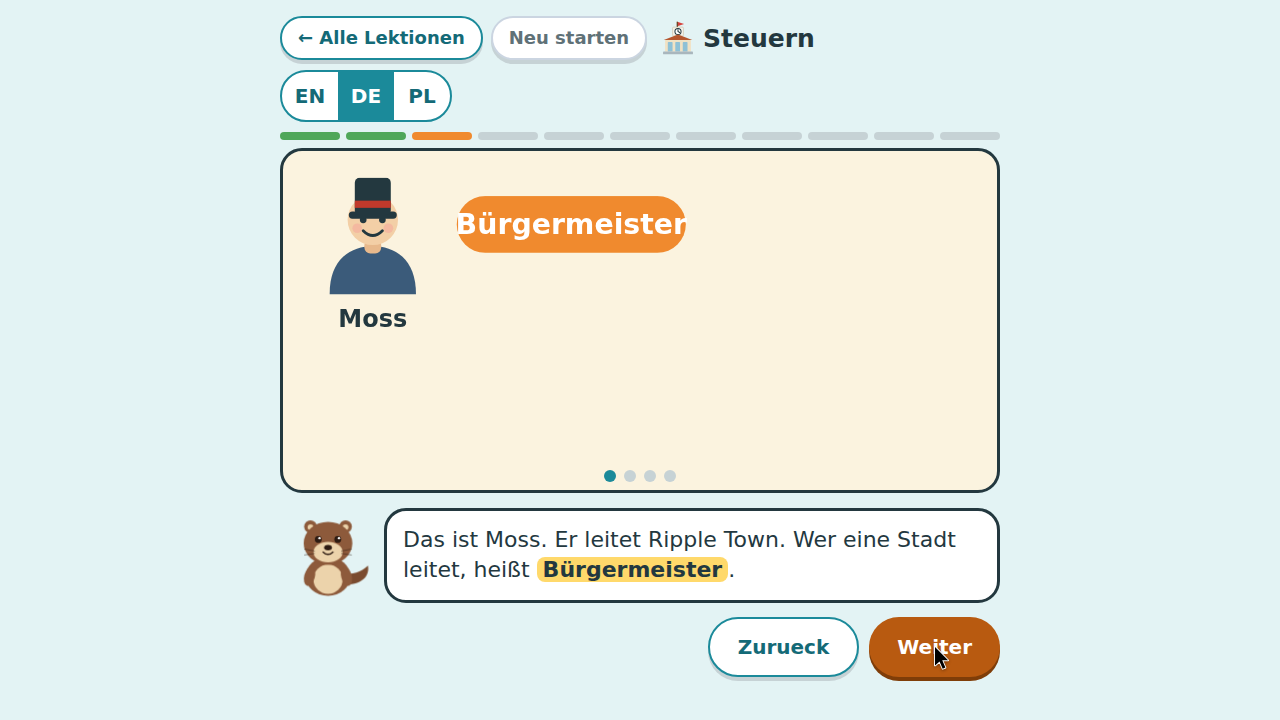 ← Alle Lektionen
Neu starten
Steuern
EN DE PL
Bürgermeister
Moss
Das ist Moss. Er leitet Ripple Town. Wer eine Stadt
leitet, heißt Bürgermeister.
Zurueck
Weiter